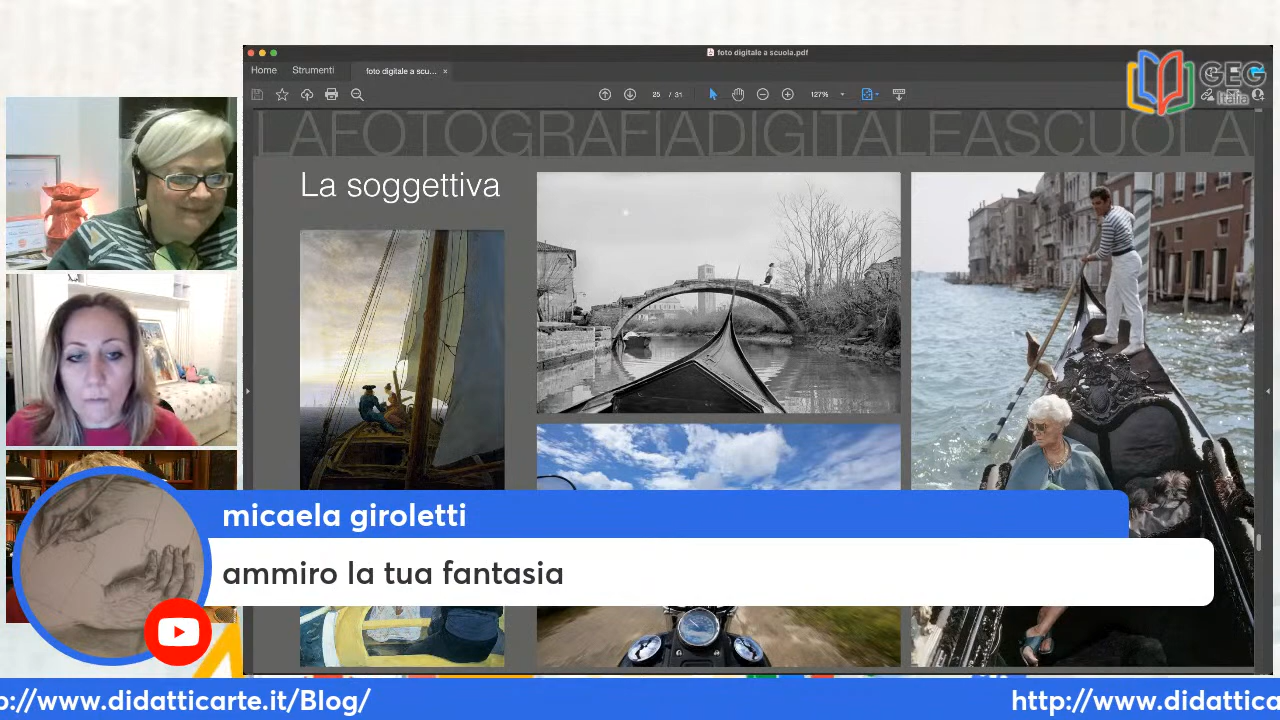 foto digitale a scuola.pdf
Home Strumenti foto digitale a scu... ×
25 / 31 127%
GEG
Italia
LAFOTOGRAFIADIGITALEASCUOLA
La soggettiva
micaela giroletti
ammiro la tua fantasia
p://www.didatticarte.it/Blog/ http://www.didattica